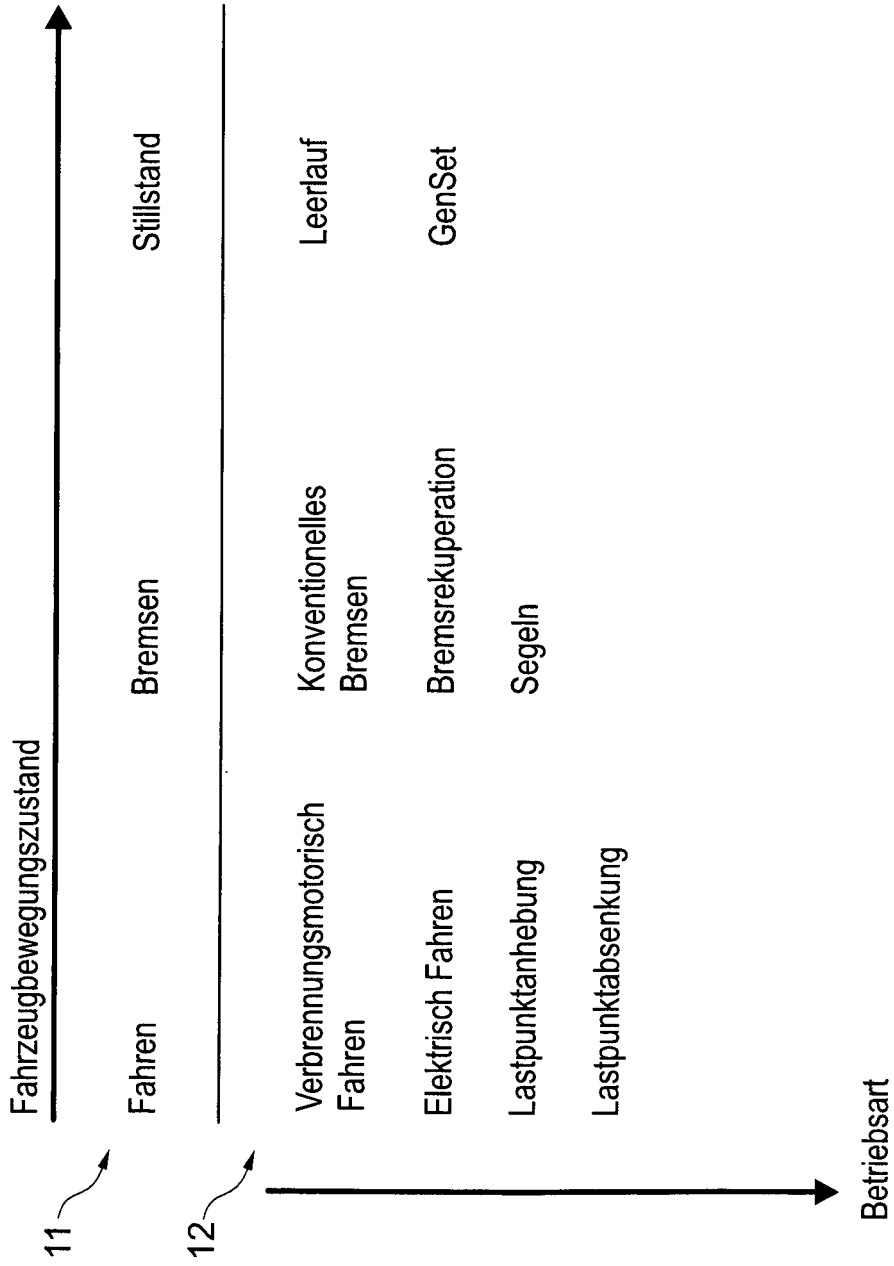 Fahrzeugbewegungszustand
11
Fahren
Bremsen
Stillstand
12
Verbrennungsmotorisch
Fahren
Konventionelles
Bremsen
Leerlauf
Elektrisch Fahren
Bremsrekuperation
GenSet
Lastpunktanhebung
Segeln
Lastpunktabsenkung
Betriebsart